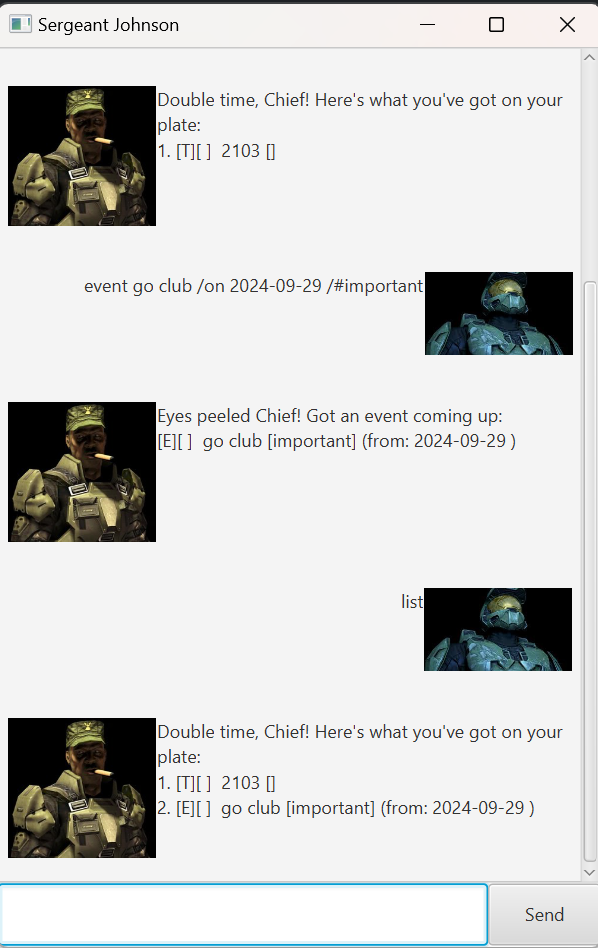 Sergeant Johnson
Double time, Chief! Here's what you've got on your
plate:
1. [T][ ]  2103 []
event go club /on 2024-09-29 /#important
Eyes peeled Chief! Got an event coming up:
[E][ ]  go club [important] (from: 2024-09-29 )
list
Double time, Chief! Here's what you've got on your
plate:
1. [T][ ]  2103 []
2. [E][ ]  go club [important] (from: 2024-09-29 )
Send